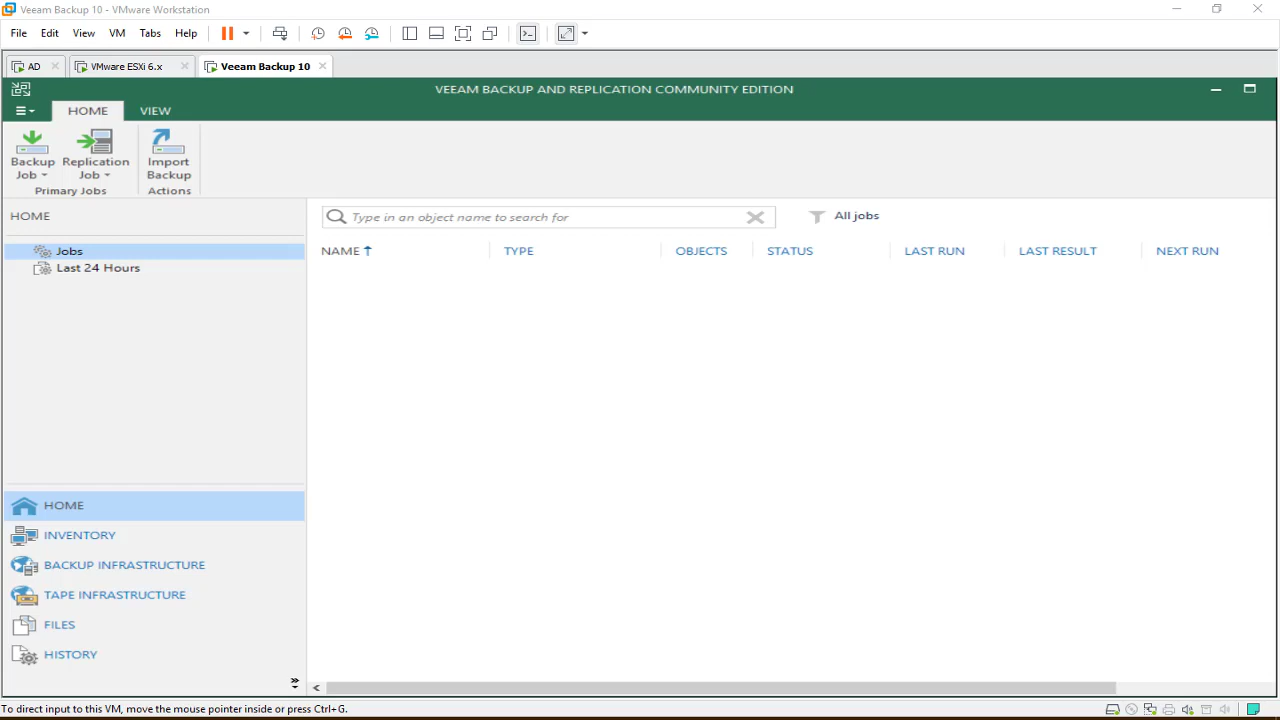 Veeam Backup 10 - VMware Workstation
File Edit View VM Tabs Help
AD VMware ESXi 6.x Veeam Backup 10
VEEAM BACKUP AND REPLICATION COMMUNITY EDITION
HOME VIEW
Backup Job
Replication Job
Import Backup
Primary Jobs Actions
HOME
Type in an object name to search for
All jobs
Jobs
Last 24 Hours
NAME TYPE OBJECTS STATUS LAST RUN LAST RESULT NEXT RUN
HOME
INVENTORY
BACKUP INFRASTRUCTURE
TAPE INFRASTRUCTURE
FILES
HISTORY
To direct input to this VM, move the mouse pointer inside or press Ctrl+G.